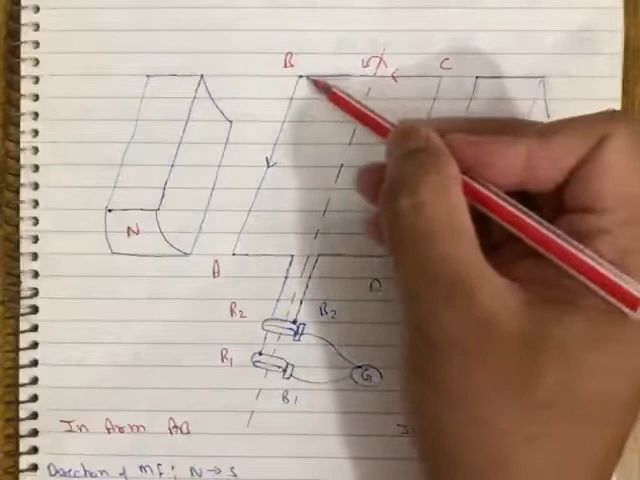 B
C
N
A
D
R2
B2
R1
G
B1
In Arm AB
Direction of MF: N → S